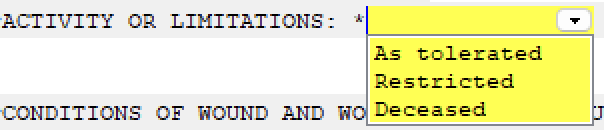 ACTIVITY OR LIMITATIONS: *
As tolerated
Restricted
Deceased
CONDITIONS OF WOUND AND WO